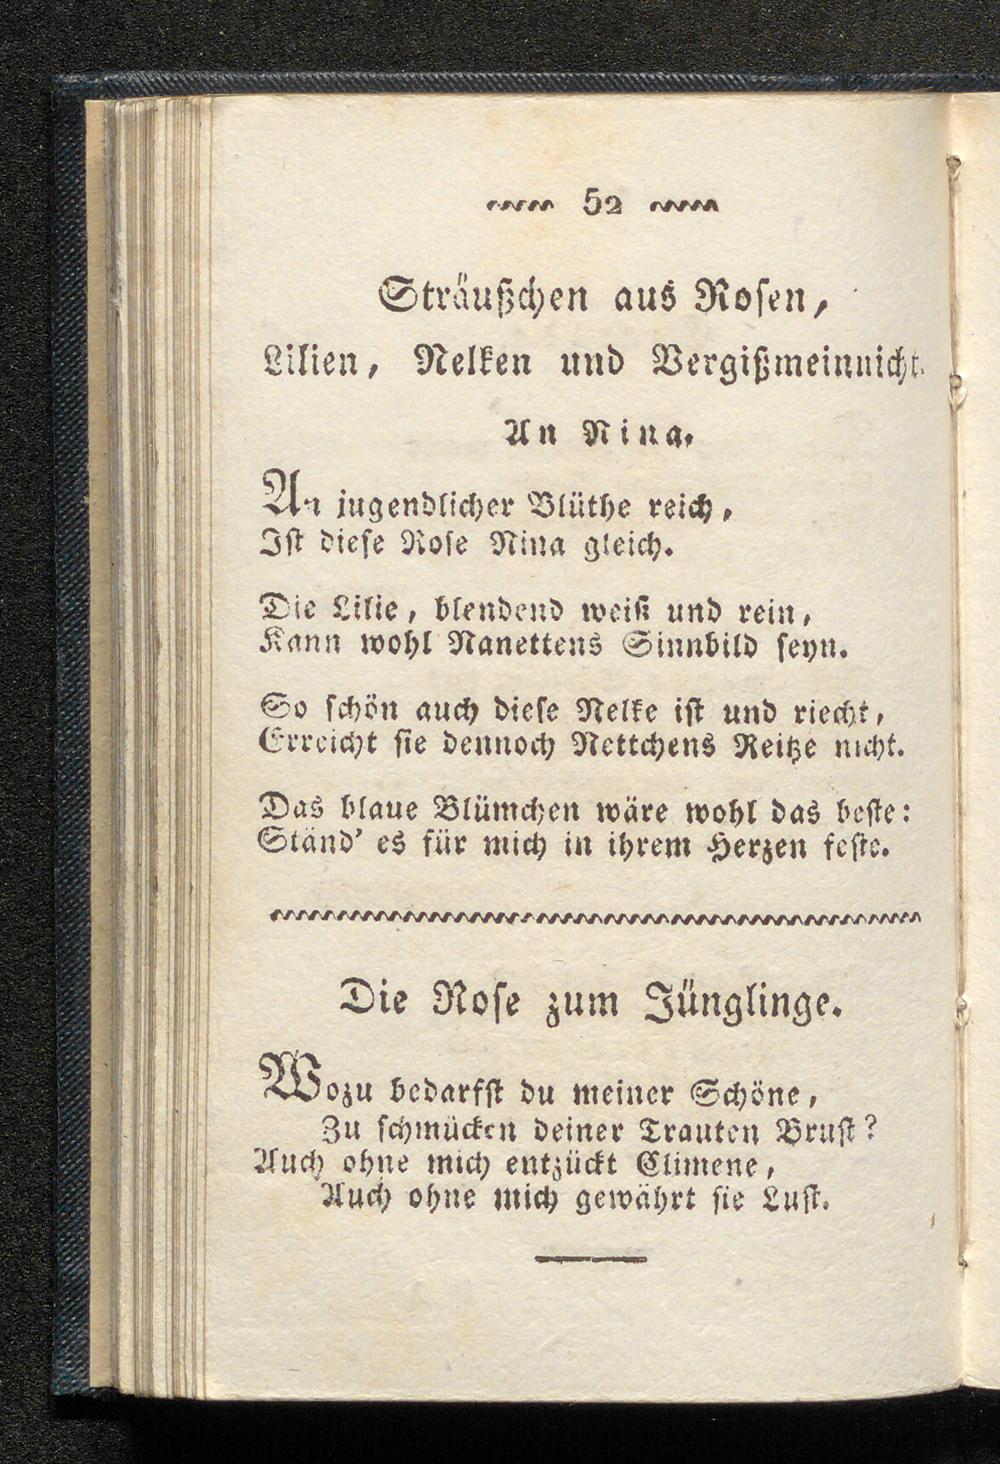 52
Sträußchen aus Rosen,
Lilien, Nelken und Vergißmeinnicht.
An Nina.
An jugendlicher Blüthe reich,
Ist diese Rose Nina gleich.
Die Lilie, blendend weiß und rein,
Kann wohl Nanettens Sinnbild seyn.
So schön auch diese Nelke ist und riecht,
Erreicht sie dennoch Nettchens Reitze nicht.
Das blaue Blümchen wäre wohl das beste:
Ständ' es für mich in ihrem Herzen feste.
Die Rose zum Jünglinge.
Wozu bedarfst du meiner Schöne,
Zu schmücken deiner Trauten Brust?
Auch ohne mich entzückt Climene,
Auch ohne mich gewährt sie Lust.